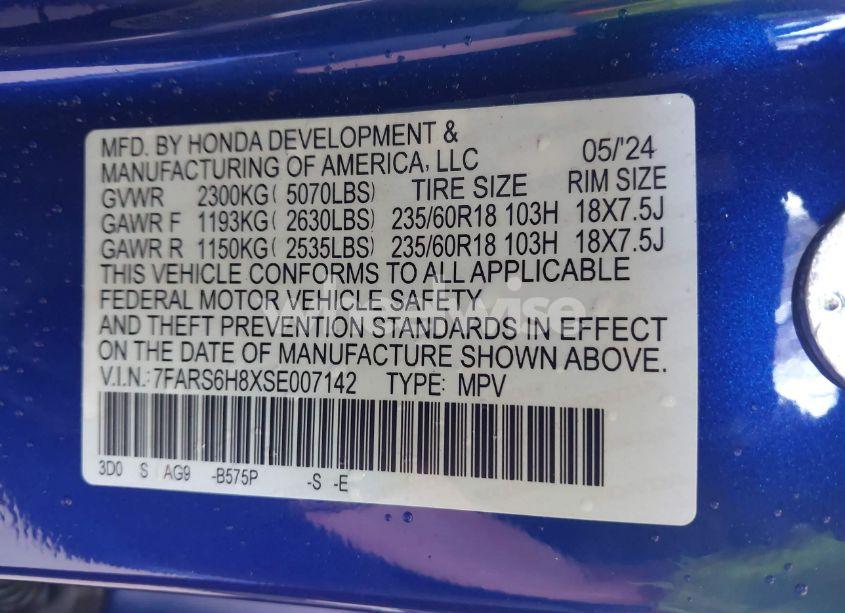 MFD. BY HONDA DEVELOPMENT &
MANUFACTURING OF AMERICA, LLC 05/'24
GVWR 2300KG( 5070LBS) TIRE SIZE RIM SIZE
GAWR F 1193KG( 2630LBS) 235/60R18 103H 18X7.5J
GAWR R 1150KG( 2535LBS) 235/60R18 103H 18X7.5J
THIS VEHICLE CONFORMS TO ALL APPLICABLE
FEDERAL MOTOR VEHICLE SAFETY
AND THEFT PREVENTION STANDARDS IN EFFECT
ON THE DATE OF MANUFACTURE SHOWN ABOVE.
V.I.N.: 7FARS6H8XSE007142 TYPE: MPV
3D0 S AG9 -B575P -S -E